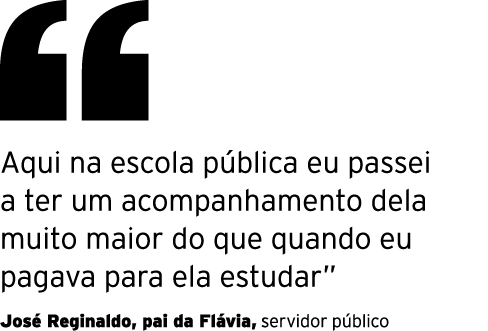 “
Aqui na escola pública eu passei
a ter um acompanhamento dela
muito maior do que quando eu
pagava para ela estudar”
José Reginaldo, pai da Flávia, servidor público